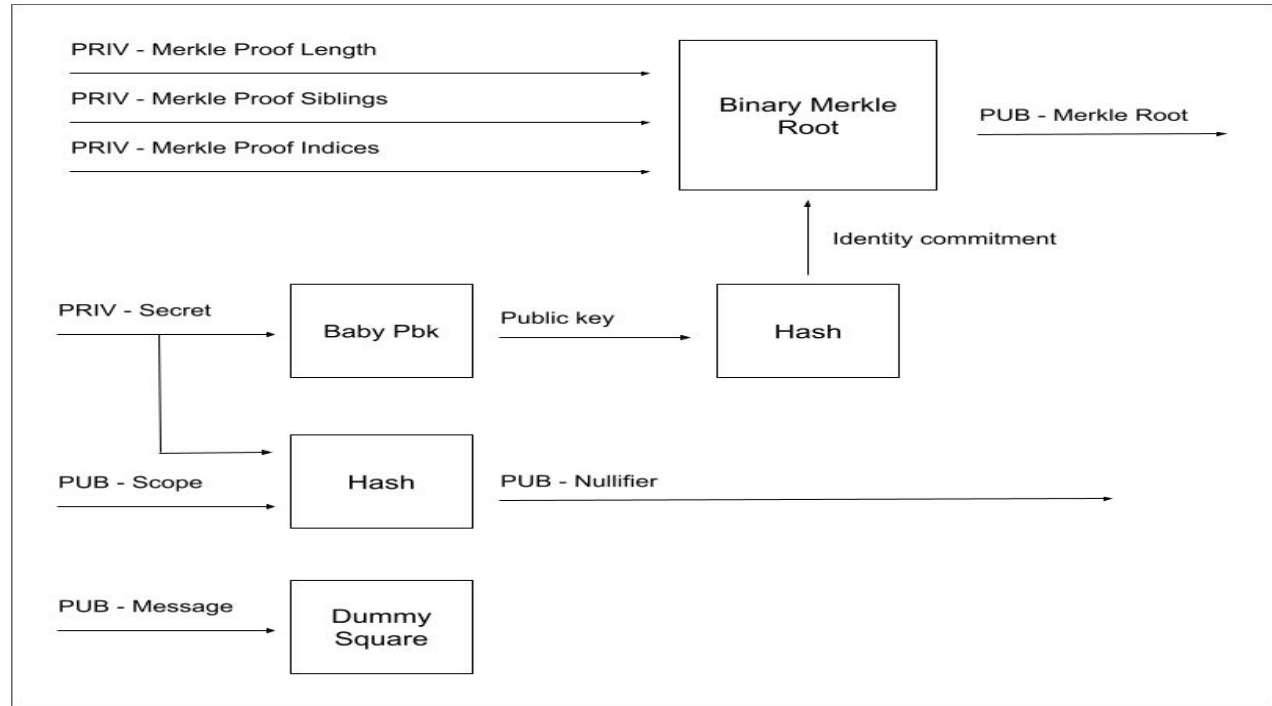 PRIV - Merkle Proof Length
PRIV - Merkle Proof Siblings
PRIV - Merkle Proof Indices
Binary Merkle
Root
PUB - Merkle Root
Identity commitment
PRIV - Secret
Baby Pbk
Public key
Hash
PUB - Scope
Hash
PUB - Nullifier
PUB - Message
Dummy
Square